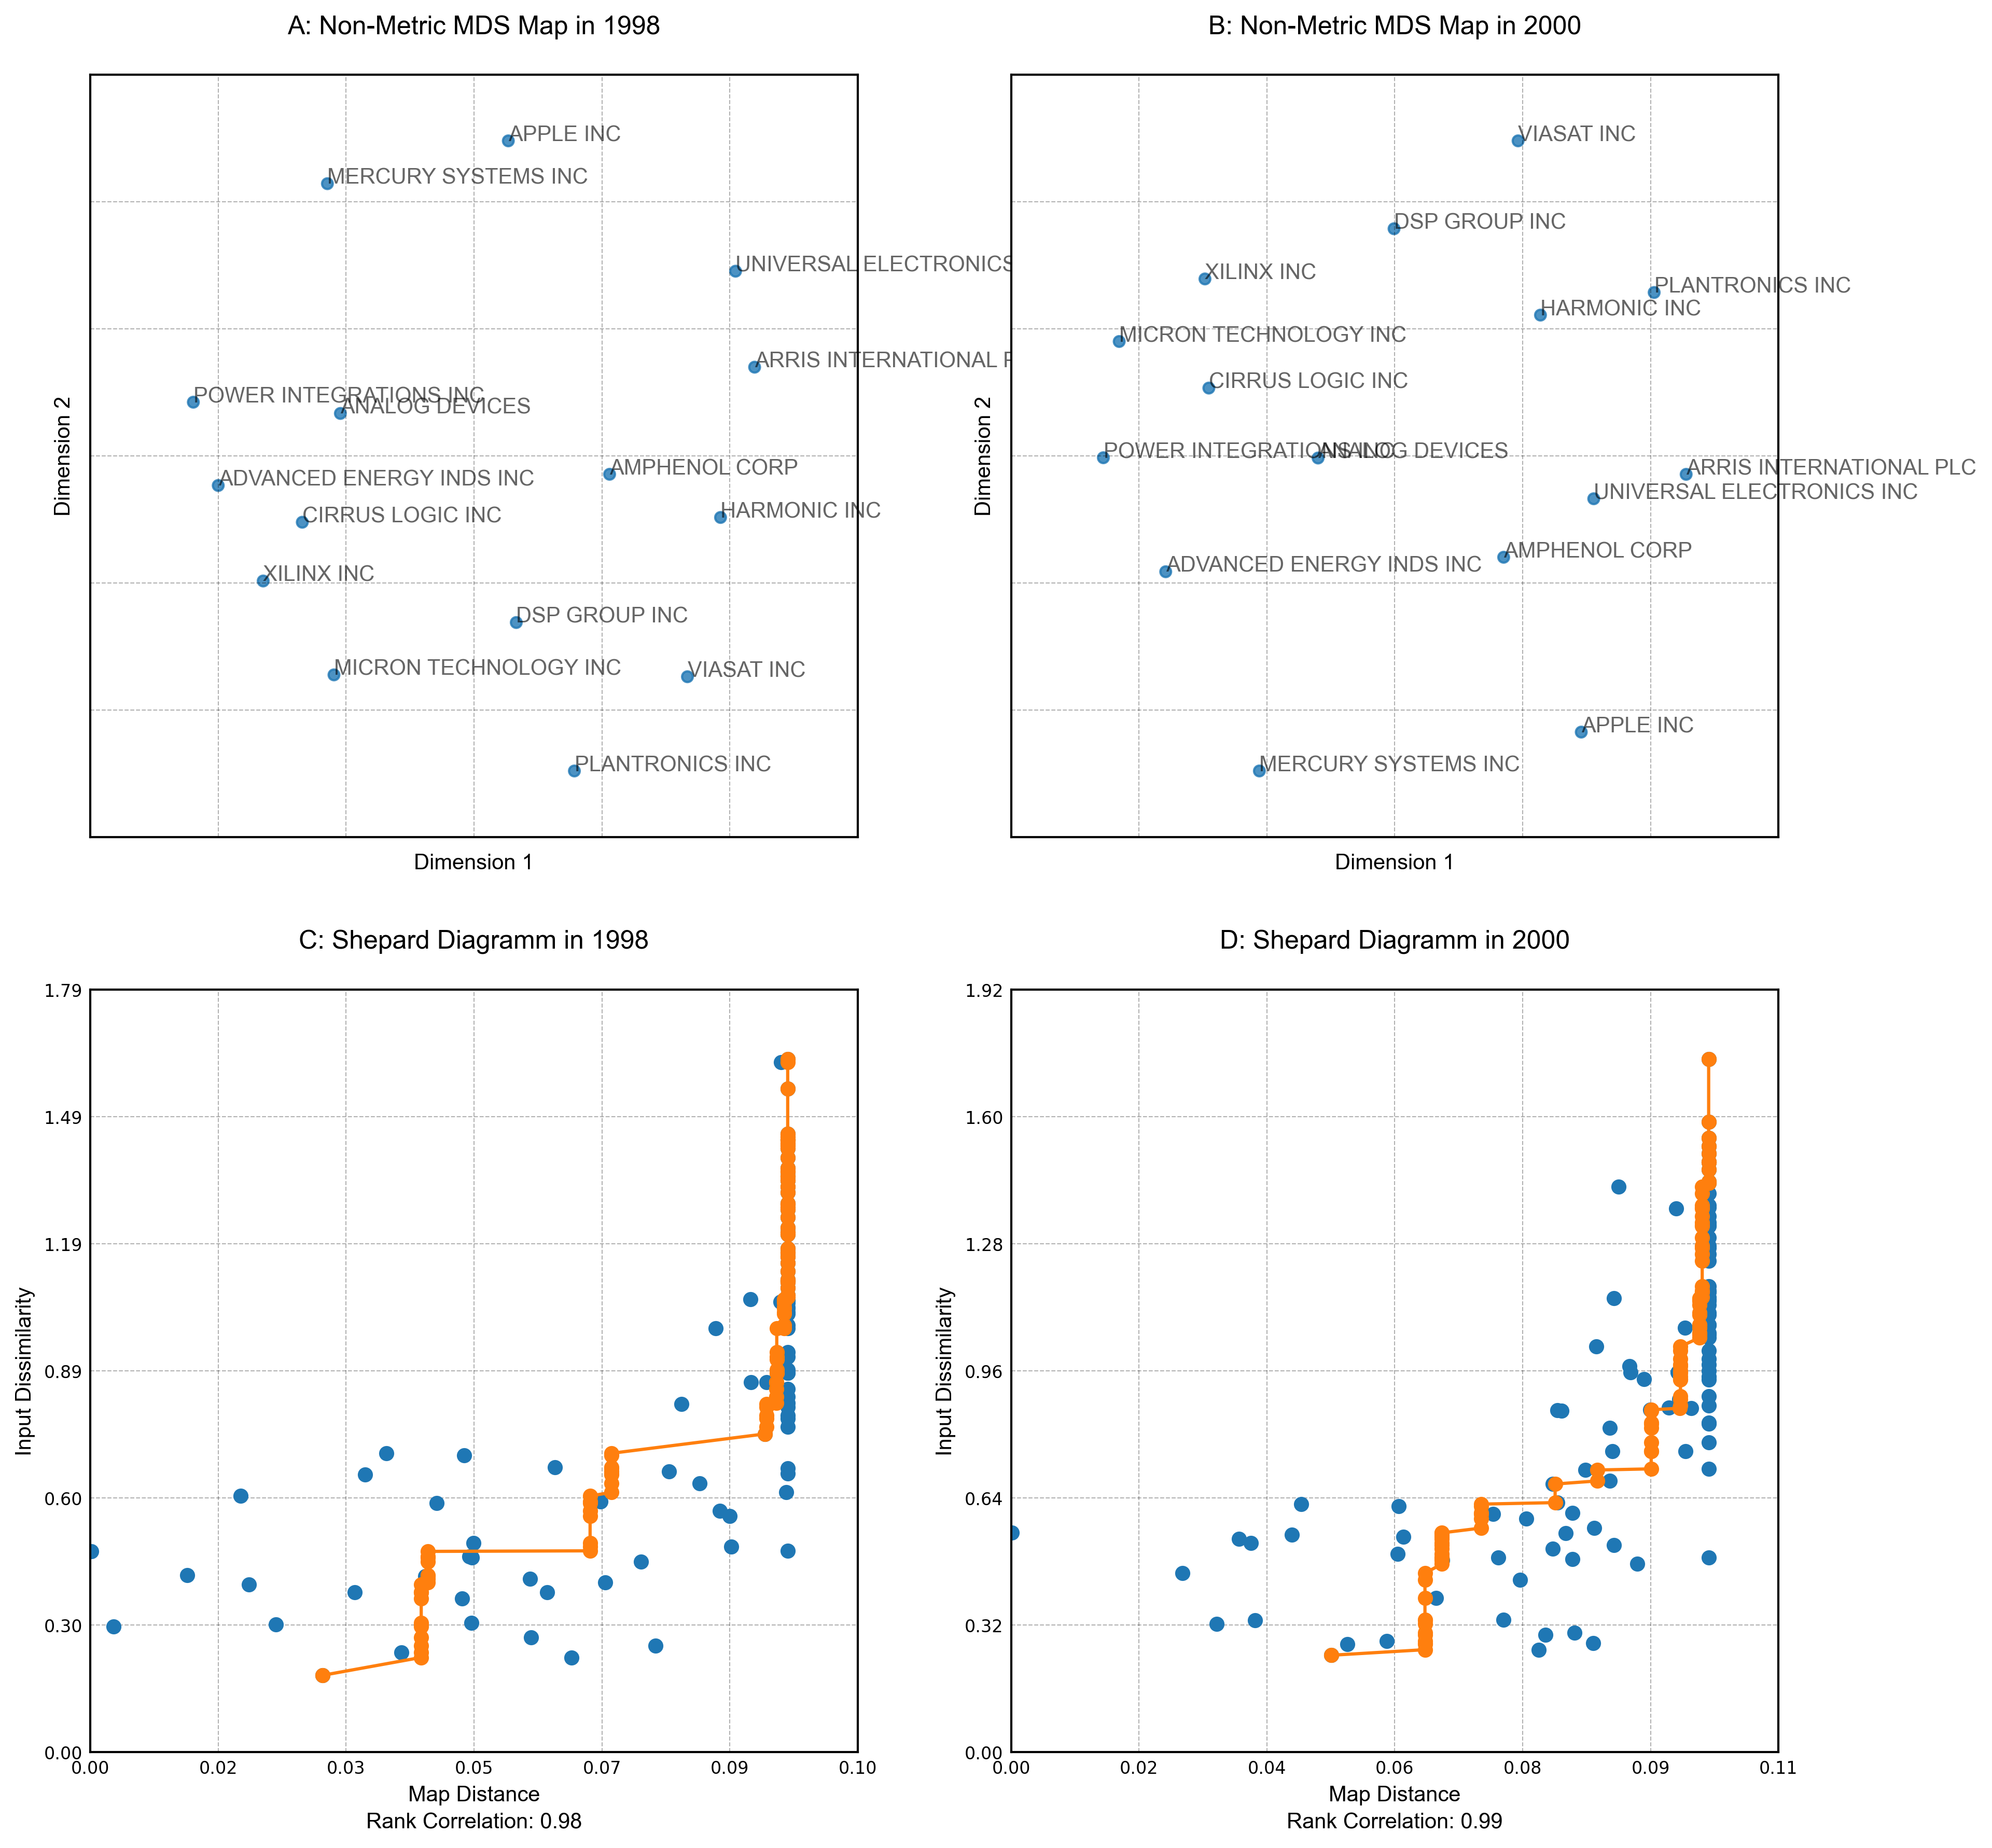 A: Non-Metric MDS Map in 1998
APPLE INC
MERCURY SYSTEMS INC
UNIVERSAL ELECTRONICS
ARRIS INTERNATIONAL
POWER INTEGRATIONS INC
ANALOG DEVICES
AMPHENOL CORP
ADVANCED ENERGY INDS INC
HARMONIC INC
CIRRUS LOGIC INC
XILINX INC
DSP GROUP INC
MICRON TECHNOLOGY INC
VIASAT INC
PLANTRONICS INC
Dimension 2
Dimension 1
B: Non-Metric MDS Map in 2000
VIASAT INC
DSP GROUP INC
XILINX INC
PLANTRONICS INC
HARMONIC INC
MICRON TECHNOLOGY INC
CIRRUS LOGIC INC
POWER INTEGRATIONS INC
ANALOG DEVICES
ARRIS INTERNATIONAL PLC
UNIVERSAL ELECTRONICS INC
AMPHENOL CORP
ADVANCED ENERGY INDS INC
APPLE INC
MERCURY SYSTEMS INC
Dimension 2
Dimension 1
C: Shepard Diagramm in 1998
1.79
1.49
1.19
0.89
0.60
0.30
0.00
Input Dissimilarity
0.00 0.02 0.03 0.05 0.07 0.09 0.10
Map Distance
Rank Correlation: 0.98
D: Shepard Diagramm in 2000
1.92
1.60
1.28
0.96
0.64
0.32
0.00
Input Dissimilarity
0.00 0.02 0.04 0.06 0.08 0.09 0.11
Map Distance
Rank Correlation: 0.99